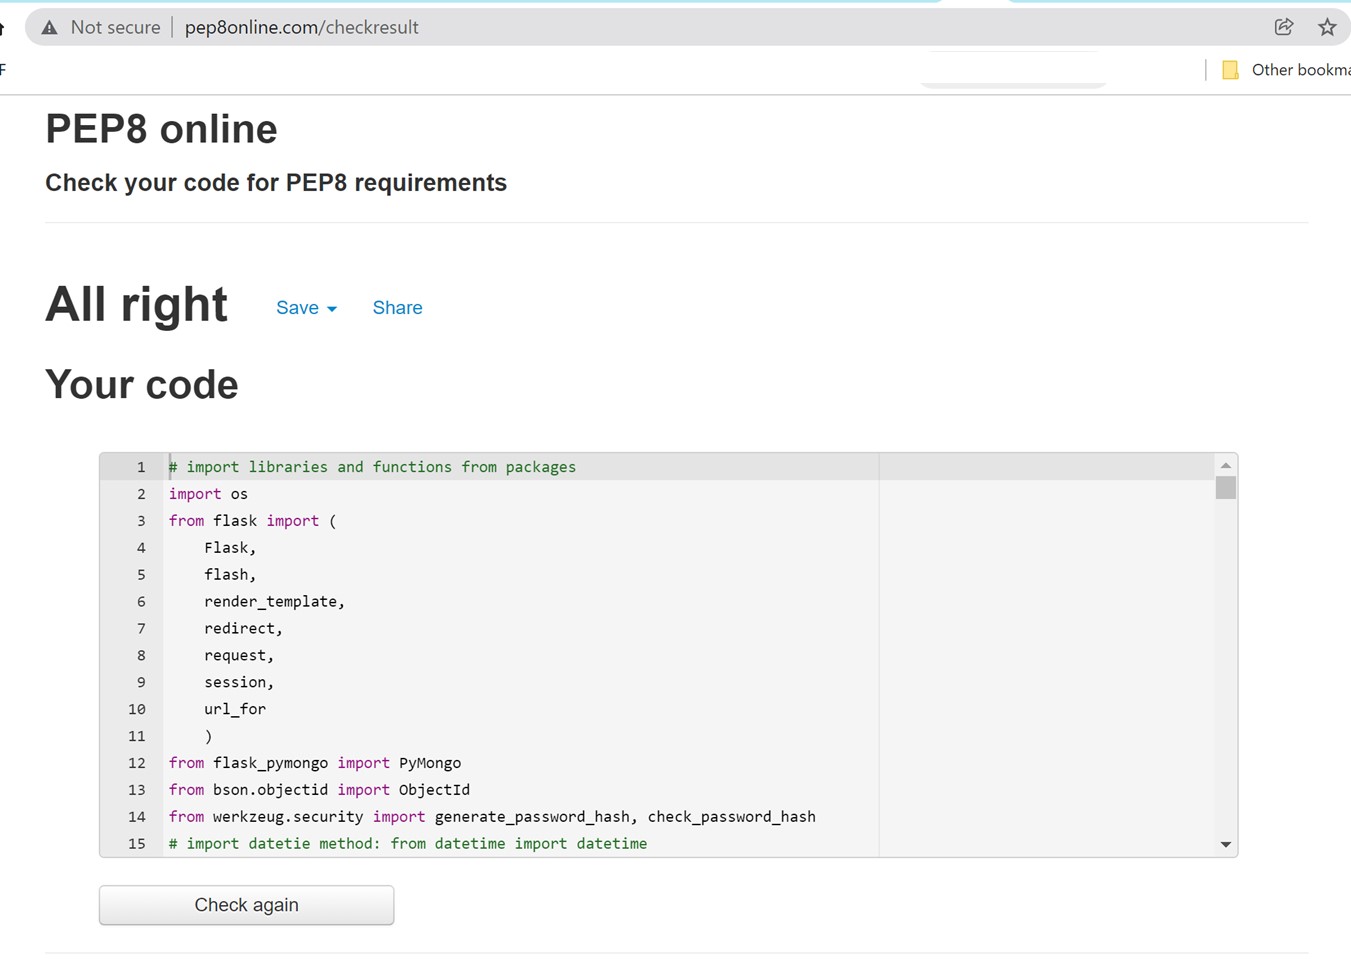 Not secure pep8online.com/checkresult
F Other bookma
PEP8 online
Check your code for PEP8 requirements
All right Save Share
Your code
1 # import libraries and functions from packages
2 import os
3 from flask import (
4 Flask,
5 flash,
6 render_template,
7 redirect,
8 request,
9 session,
10 url_for
11 )
12 from flask_pymongo import PyMongo
13 from bson.objectid import ObjectId
14 from werkzeug.security import generate_password_hash, check_password_hash
15 # import datetie method: from datetime import datetime
Check again